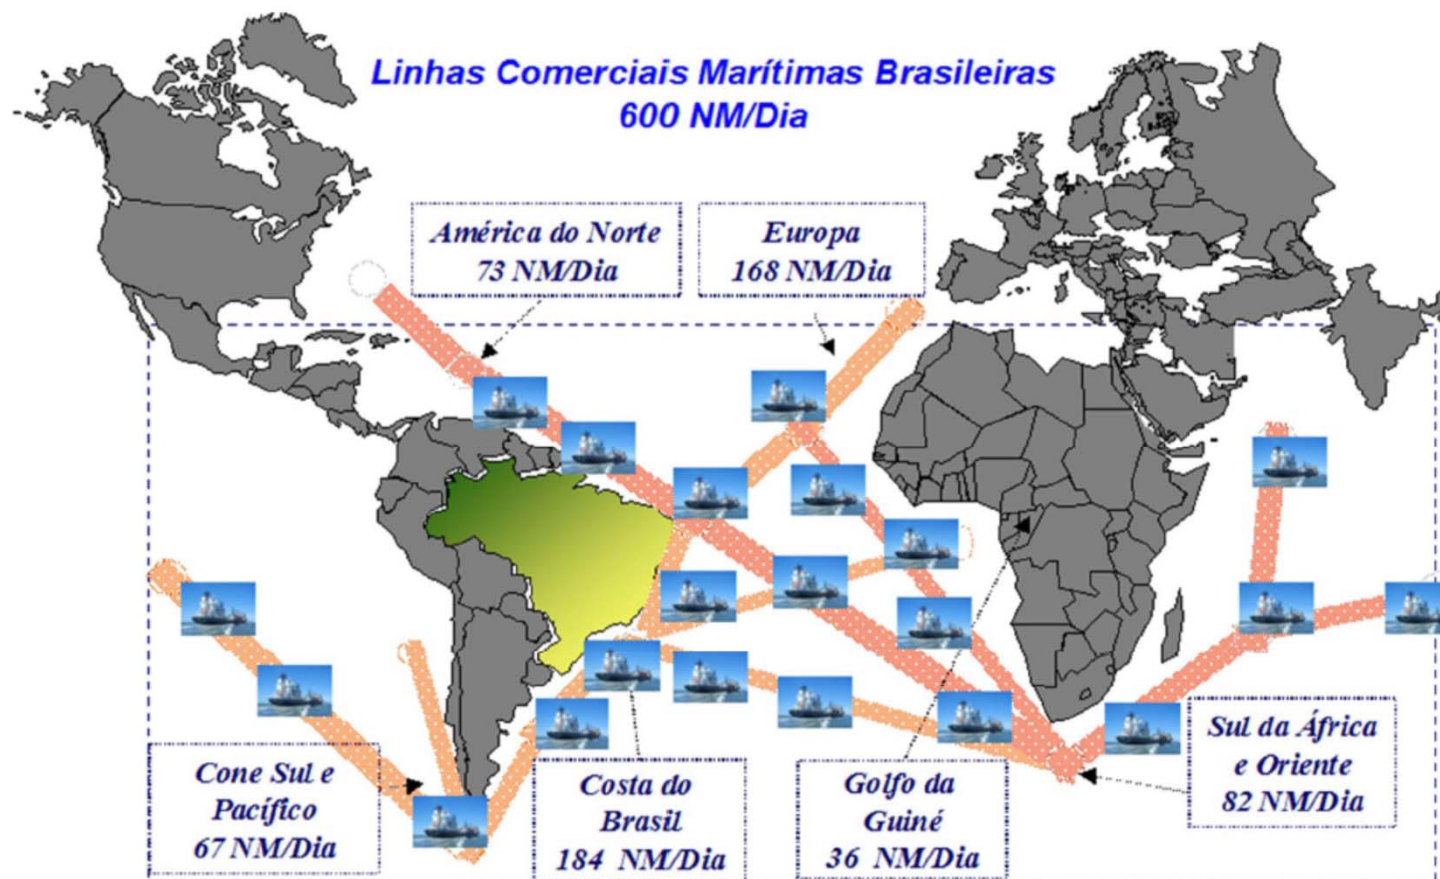 Linhas Comerciais Marítimas Brasileiras
600 NM/Dia
América do Norte
73 NM/Dia
Europa
168 NM/Dia
Cone Sul e
Pacífico
67 NM/Dia
Costa do
Brasil
184 NM/Dia
Golfo da
Guiné
36 NM/Dia
Sul da África
e Oriente
82 NM/Dia